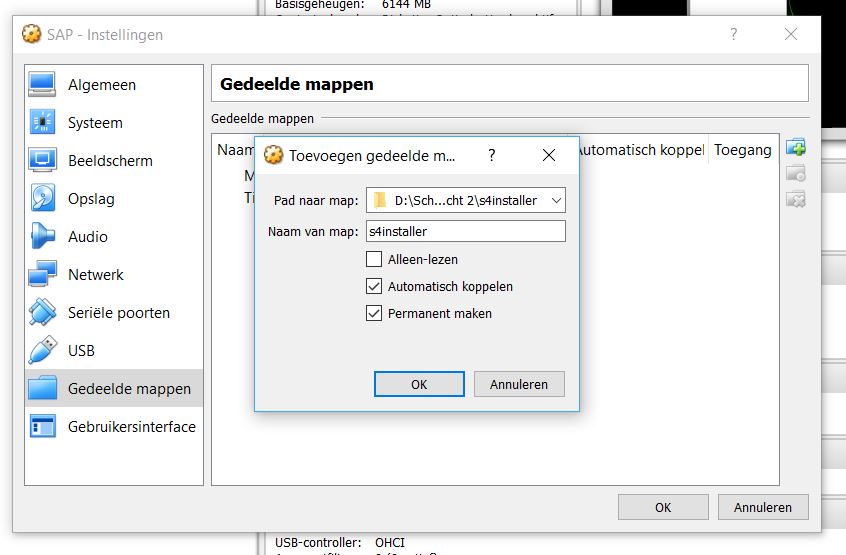 Basisgeheugen: 6144 MB
SAP - Instellingen
?
Algemeen
Systeem
Beeldscherm
Opslag
Audio
Netwerk
Seriële poorten
USB
Gedeelde mappen
Gebruikersinterface
Gedeelde mappen
Gedeelde mappen
Naam
Automatisch koppel
Toegang
Toevoegen gedeelde m...
?
Pad naar map: D:\Sch...cht 2\s4installer
Naam van map: s4installer
Alleen-lezen
Automatisch koppelen
Permanent maken
OK
Annuleren
OK
Annuleren
USB-controller: OHCI